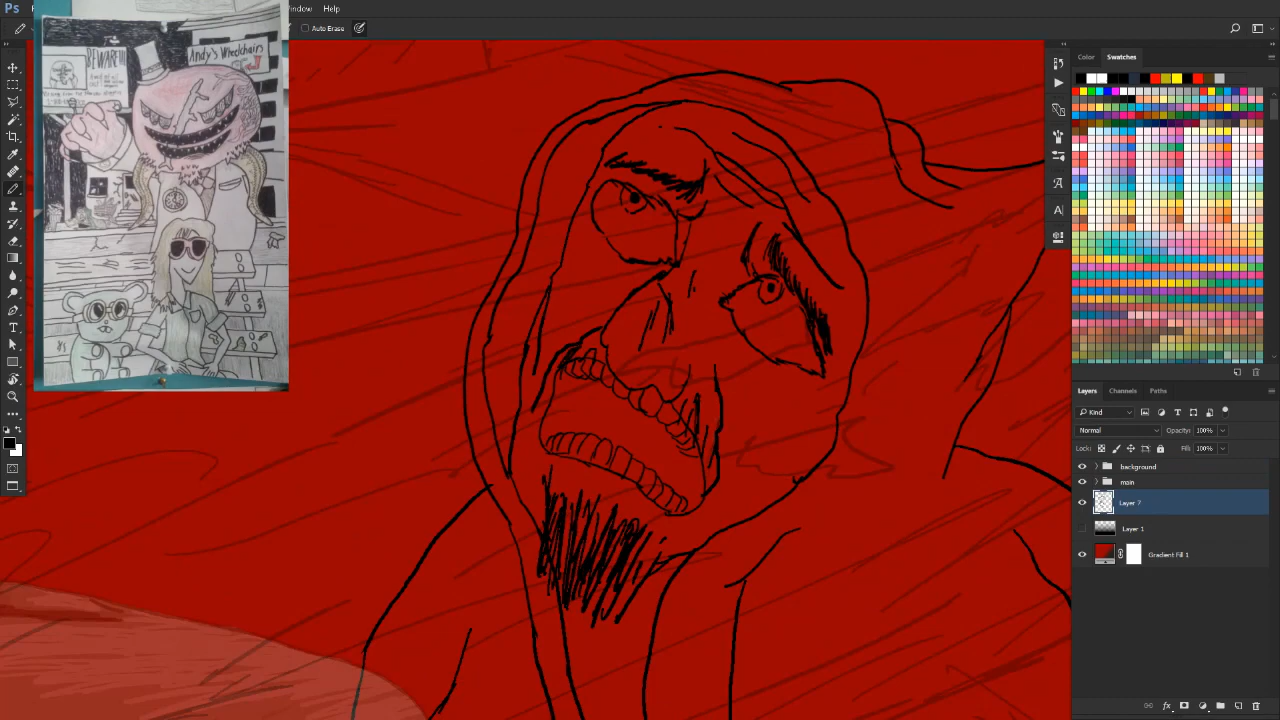 Ps
Window
Help
Auto Erase
BEWARE!!!
Andy's Wheelchairs
Color
Swatches
Layers
Channels
Paths
Kind
Normal
Opacity: 100%
Lock:
Fill: 100%
background
main
Layer 7
Layer 1
Gradient Fill 1